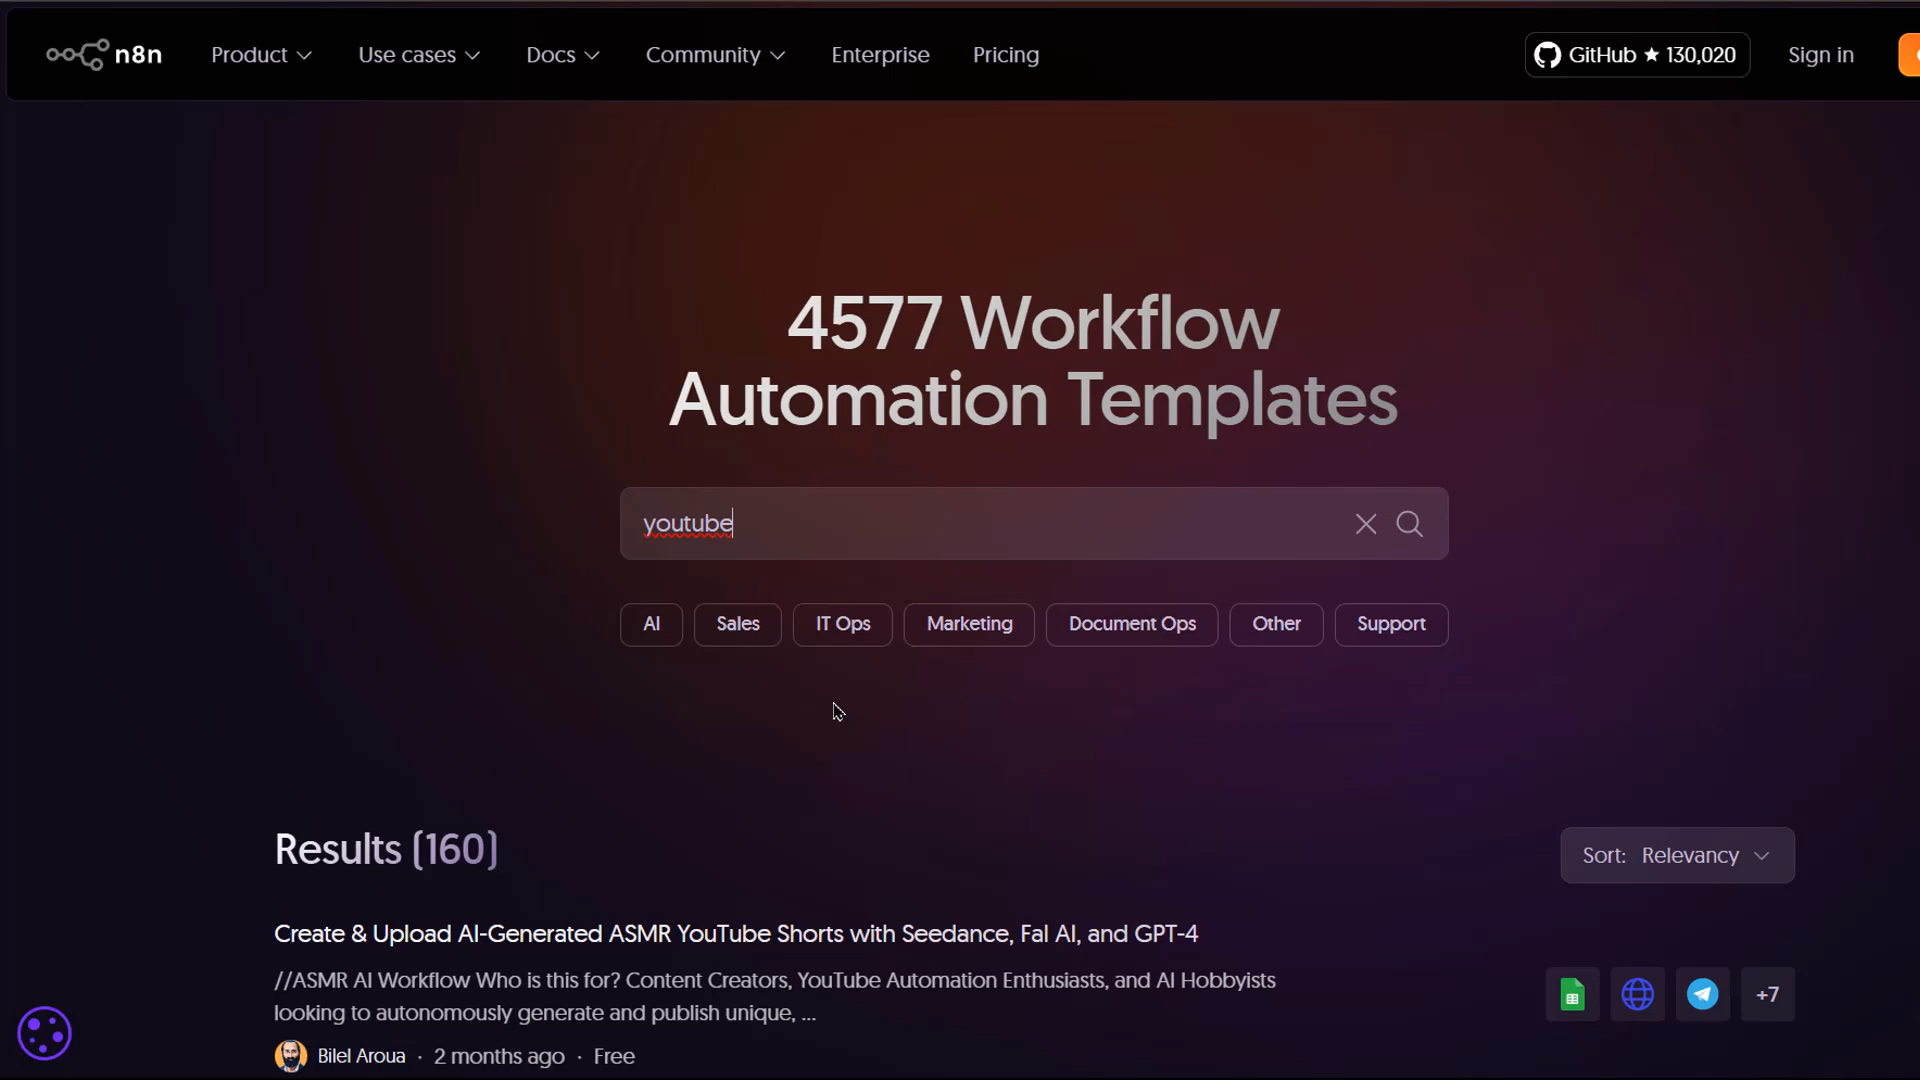 n8n
Product
Use cases
Docs
Community
Enterprise
Pricing
GitHub ★ 130,020
Sign in
4577 Workflow
Automation Templates
youtube
AI
Sales
IT Ops
Marketing
Document Ops
Other
Support
Results (160)
Sort: Relevancy
Create & Upload AI-Generated ASMR YouTube Shorts with Seedance, Fal AI, and GPT-4
//ASMR AI Workflow Who is this for? Content Creators, YouTube Automation Enthusiasts, and AI Hobbyists
looking to autonomously generate and publish unique, ...
+7
Bilel Aroua · 2 months ago · Free